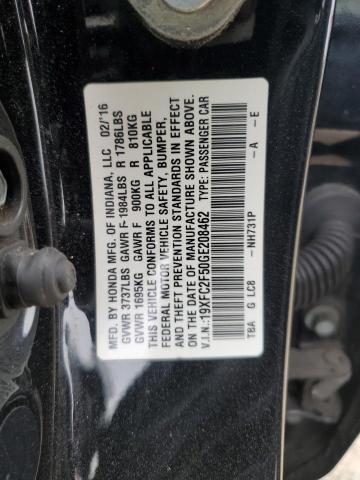 MFD. BY HONDA MFG. OF INDIANA, LLC 02/'16
GVWR 3737LBS GAWR F-1984LBS R 1786LBS
GVWR 1695KG GAWR F 900KG R 810KG
THIS VEHICLE CONFORMS TO ALL APPLICABLE
FEDERAL MOTOR VEHICLE SAFETY, BUMPER,
AND THEFT PREVENTION STANDARDS IN EFFECT
ON THE DATE OF MANUFACTURE SHOWN ABOVE.
V.I.N.:19XFC2F50GE208462 TYPE: PASSENGER CAR
TBA G LC8 - NH731P - A - E